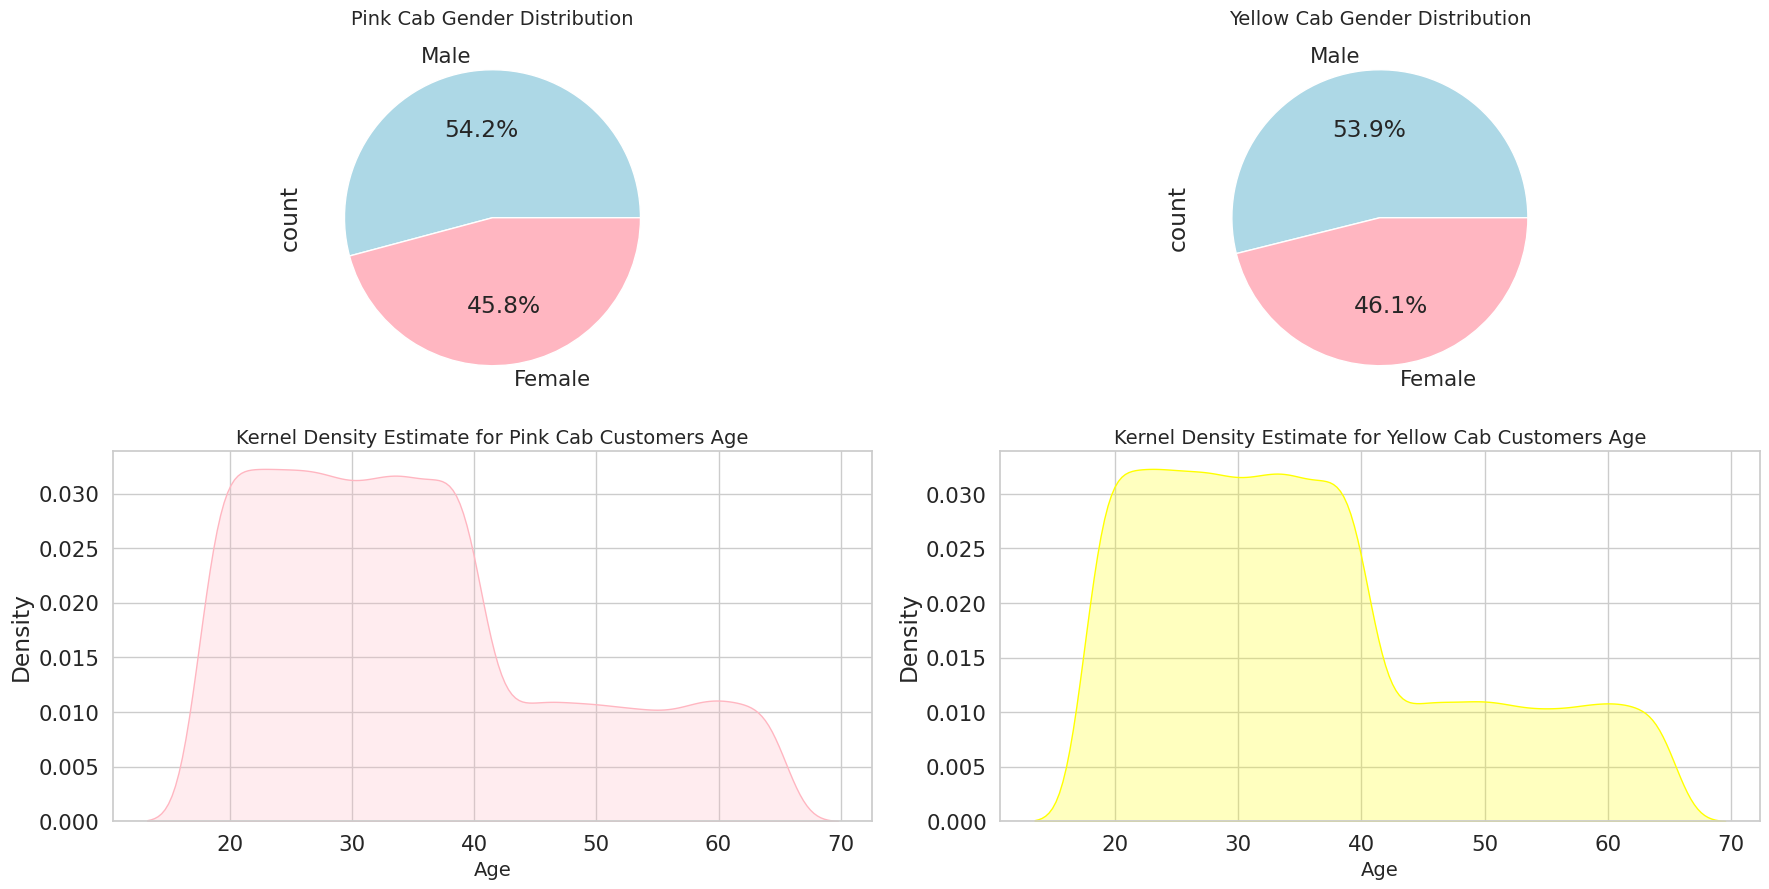 Pink Cab Gender Distribution
Male
54.2%
count
45.8%
Female
Yellow Cab Gender Distribution
Male
53.9%
count
46.1%
Female
Kernel Density Estimate for Pink Cab Customers Age
0.030
0.025
0.020
0.015
0.010
0.005
0.000
Density
20 30 40 50 60 70
Age
Kernel Density Estimate for Yellow Cab Customers Age
0.030
0.025
0.020
0.015
0.010
0.005
0.000
Density
20 30 40 50 60 70
Age